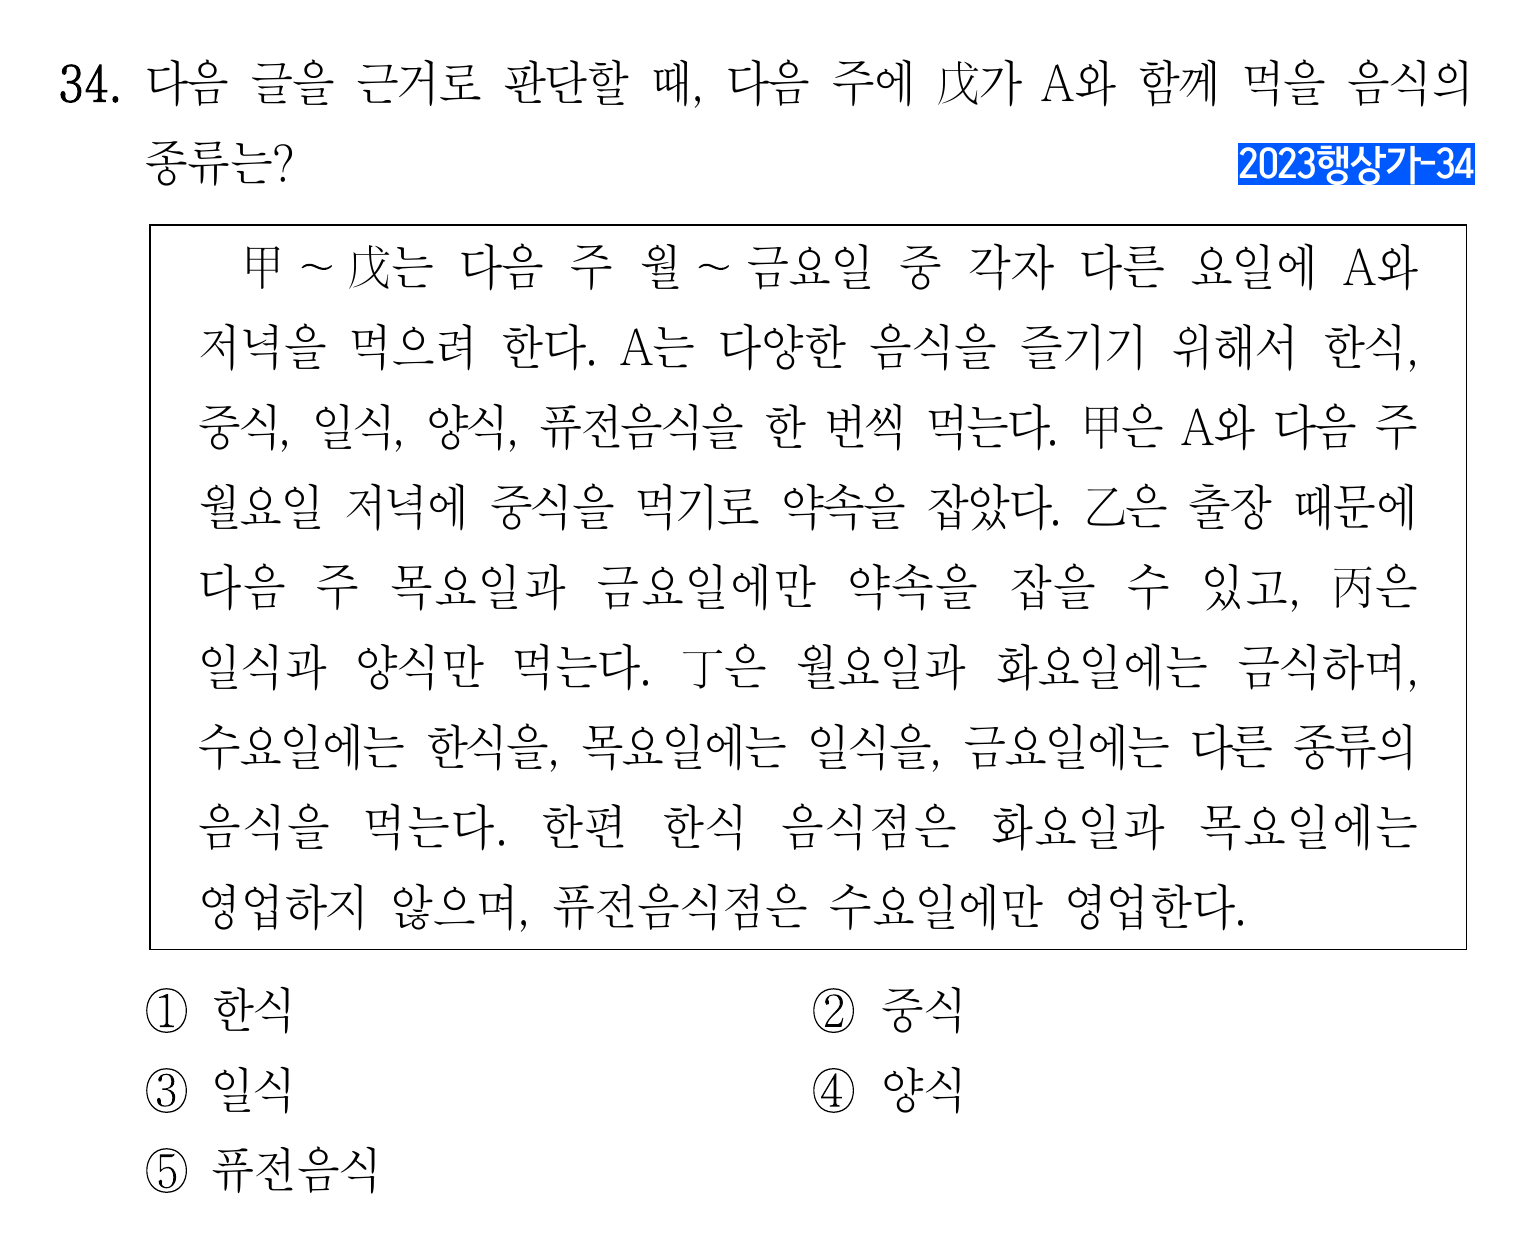 34. 다음 글을 근거로 판단할 때, 다음 주에 戊가 A와 함께 먹을 음식의
종류는?
2023행상가-34
甲 ~ 戊는 다음 주 월 ~ 금요일 중 각자 다른 요일에 A와
저녁을 먹으려 한다. A는 다양한 음식을 즐기기 위해서 한식,
중식, 일식, 양식, 퓨전음식을 한 번씩 먹는다. 甲은 A와 다음 주
월요일 저녁에 중식을 먹기로 약속을 잡았다. 乙은 출장 때문에
다음 주 목요일과 금요일에만 약속을 잡을 수 있고, 丙은
일식과 양식만 먹는다. 丁은 월요일과 화요일에는 금식하며,
수요일에는 한식을, 목요일에는 일식을, 금요일에는 다른 종류의
음식을 먹는다. 한편 한식 음식점은 화요일과 목요일에는
영업하지 않으며, 퓨전음식점은 수요일에만 영업한다.
① 한식
② 중식
③ 일식
④ 양식
⑤ 퓨전음식